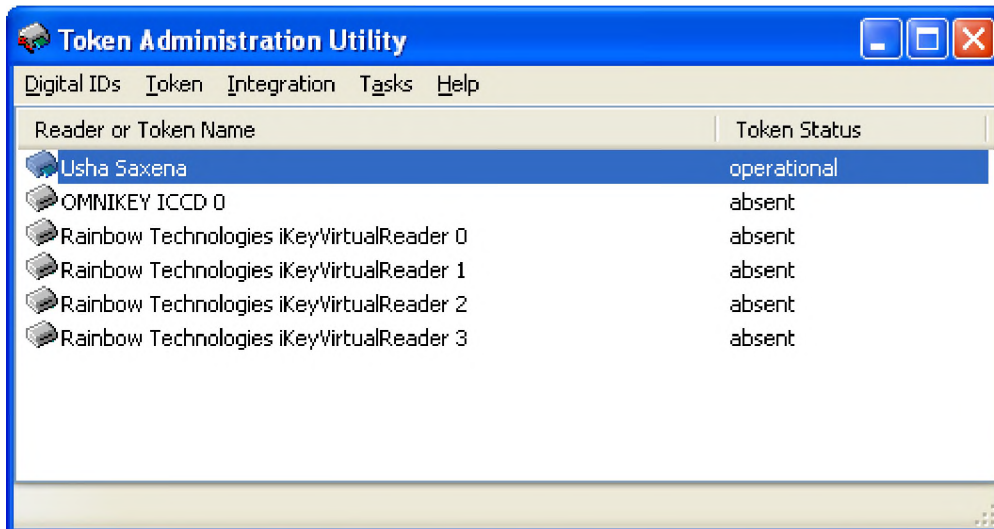 Token Administration Utility
Digital IDs Token Integration Tasks Help
Reader or Token Name Token Status
Usha Saxena operational
OMNIKEY ICCD 0 absent
Rainbow Technologies iKeyVirtualReader 0 absent
Rainbow Technologies iKeyVirtualReader 1 absent
Rainbow Technologies iKeyVirtualReader 2 absent
Rainbow Technologies iKeyVirtualReader 3 absent